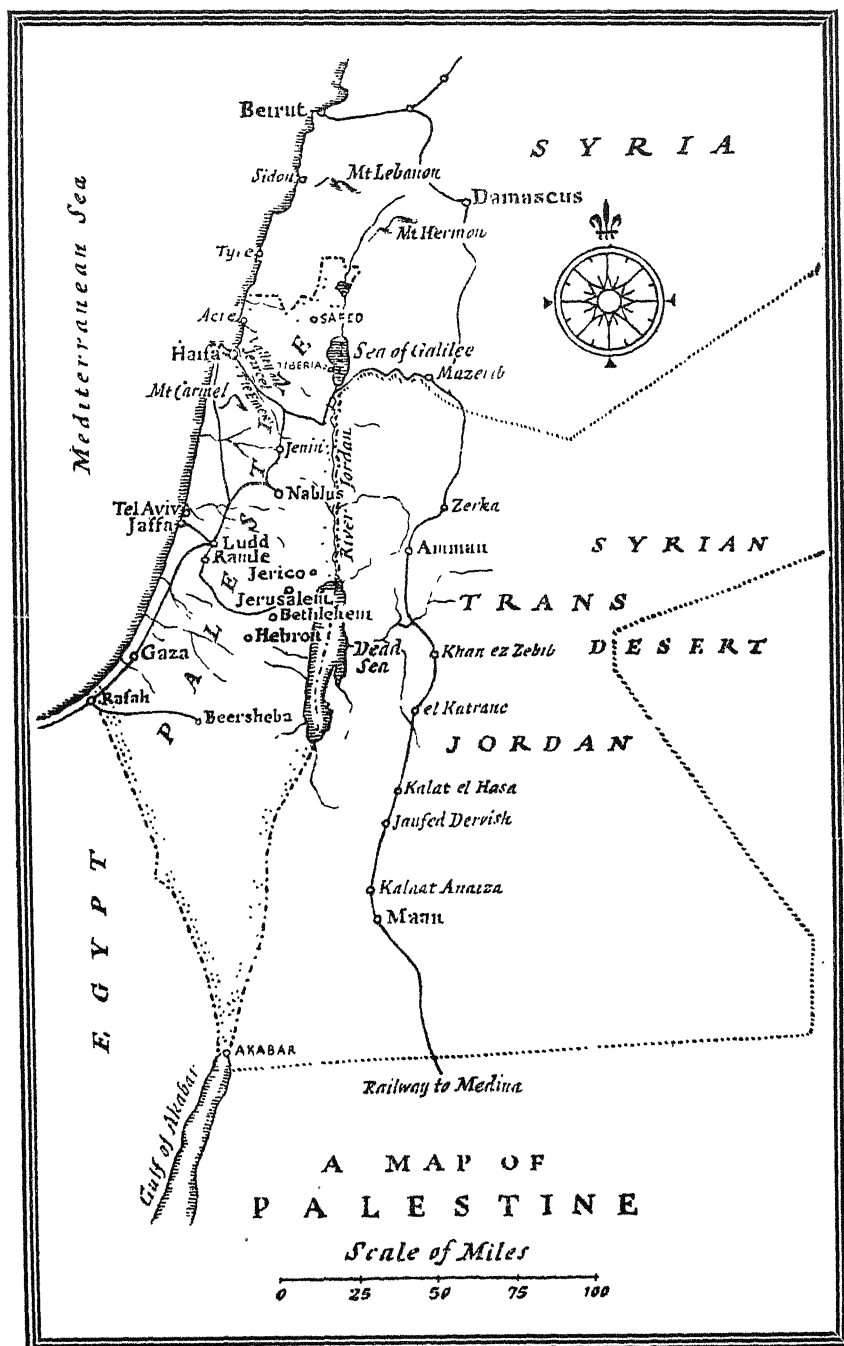 Beirut
SYRIA
Sidon
Mt Lebanon
Damascus
Mt Hermon
Mediterranean Sea
Tyre
Acre
SAFED
Haifa
Sea of Galilee
TIBERIAS
Mazerib
Mt Carmel
Jenin
River Jordan
Nablus
Tel Aviv
Jaffa
Zerka
Ludd
Ramle
Amman
SYRIAN
Jerico
Jerusalem
Bethlehem
TRANS
Hebron
PALESTINE
Dead
Sea
Khan ez Zebib
DESERT
Gaza
Rafah
Beersheba
el Katrane
JORDAN
Kalat el Hasa
Jaufed Dervish
Kalaat Anaeza
Maan
EGYPT
AKABAR
Railway to Medina
Gulf of Akabar
A MAP OF
PALESTINE
Scale of Miles
0 25 50 75 100